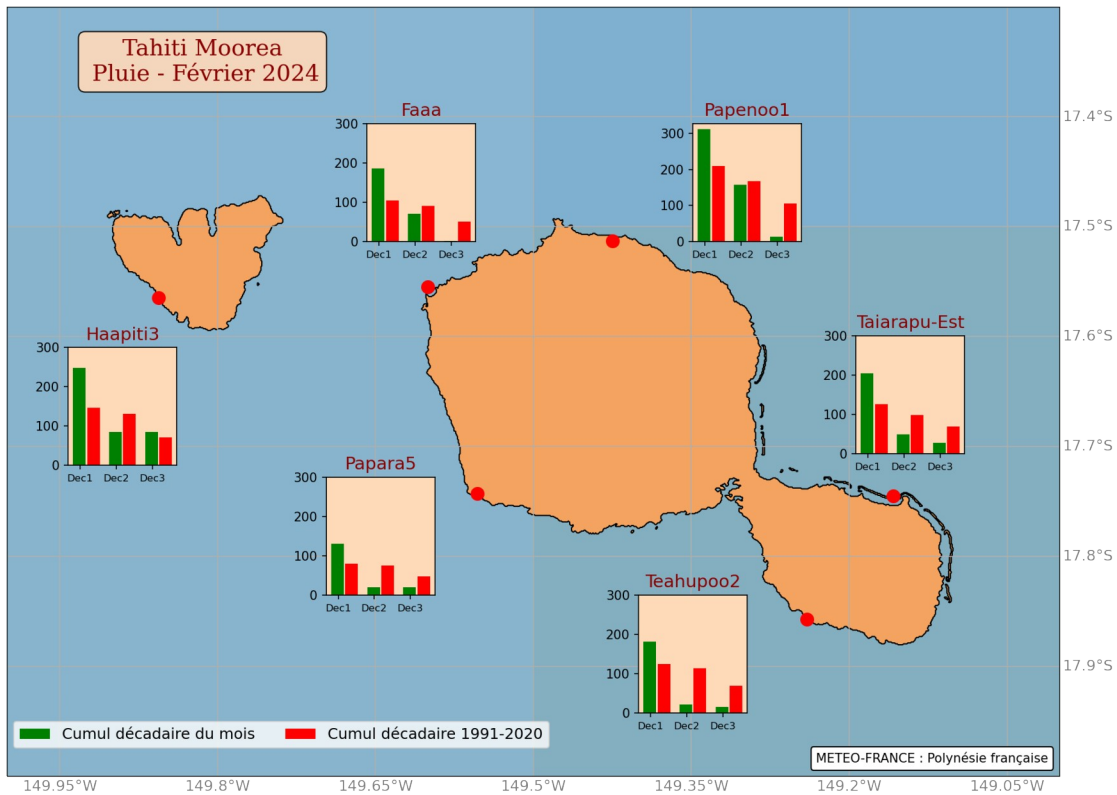 Tahiti Moorea
Pluie - Février 2024
Faaa
300
200
100
0
Dec1 Dec2 Dec3
Papenoo1
300
200
100
0
Dec1 Dec2 Dec3
17.4°S
17.5°S
17.6°S
17.7°S
17.8°S
17.9°S
Haapiti3
300
200
100
0
Dec1 Dec2 Dec3
Taiarapu-Est
300
200
100
0
Dec1 Dec2 Dec3
Papara5
300
200
100
0
Dec1 Dec2 Dec3
Teahupoo2
300
200
100
0
Dec1 Dec2 Dec3
Cumul décadaire du mois Cumul décadaire 1991-2020
METEO-FRANCE : Polynésie française
149.95°W 149.8°W 149.65°W 149.5°W 149.35°W 149.2°W 149.05°W